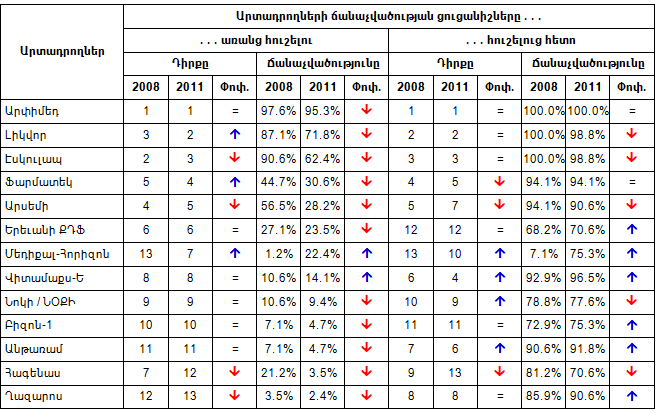 Արտադրողների ճանաչվածության ցուցանիշները . . .
Արտադրողներ
. . . առանց հուշելու . . . հուշելուց հետո
Դիրքը Ճանաչվածությունը Դիրքը Ճանաչվածությունը
2008 2011 Փոփ. 2008 2011 Փոփ. 2008 2011 Փոփ. 2008 2011 Փոփ.
Արփիմեդ 1 1 = 97.6% 95.3% ↓ 1 1 = 100.0% 100.0% =
Լիկվոր 3 2 ↑ 87.1% 71.8% ↓ 2 2 = 100.0% 98.8% ↓
Էսկուլապ 2 3 ↓ 90.6% 62.4% ↓ 3 3 = 100.0% 98.8% ↓
Ֆարմատեկ 5 4 ↑ 44.7% 30.6% ↓ 4 5 ↓ 94.1% 94.1% =
Արսեմի 4 5 ↓ 56.5% 28.2% ↓ 5 7 ↓ 94.1% 90.6% ↓
Երեւանի ՔԴՖ 6 6 = 27.1% 23.5% ↓ 12 12 = 68.2% 70.6% ↑
Մեդիքալ-Հորիզոն 13 7 ↑ 1.2% 22.4% ↑ 13 10 ↑ 7.1% 75.3% ↑
Վիտամաքս-Ե 8 8 = 10.6% 14.1% ↑ 6 4 ↑ 92.9% 96.5% ↑
Նոկի / ՆՕՔԻ 9 9 = 10.6% 9.4% ↓ 10 9 ↑ 78.8% 77.6% ↓
Բիզոն-1 10 10 = 7.1% 4.7% ↓ 11 11 = 72.9% 75.3% ↑
Անթառամ 11 11 = 7.1% 4.7% ↓ 7 6 ↑ 90.6% 91.8% ↑
Հագենաս 7 12 ↓ 21.2% 3.5% ↓ 9 13 ↓ 81.2% 70.6% ↓
Ղազարոս 12 13 ↓ 3.5% 2.4% ↓ 8 8 = 85.9% 90.6% ↑